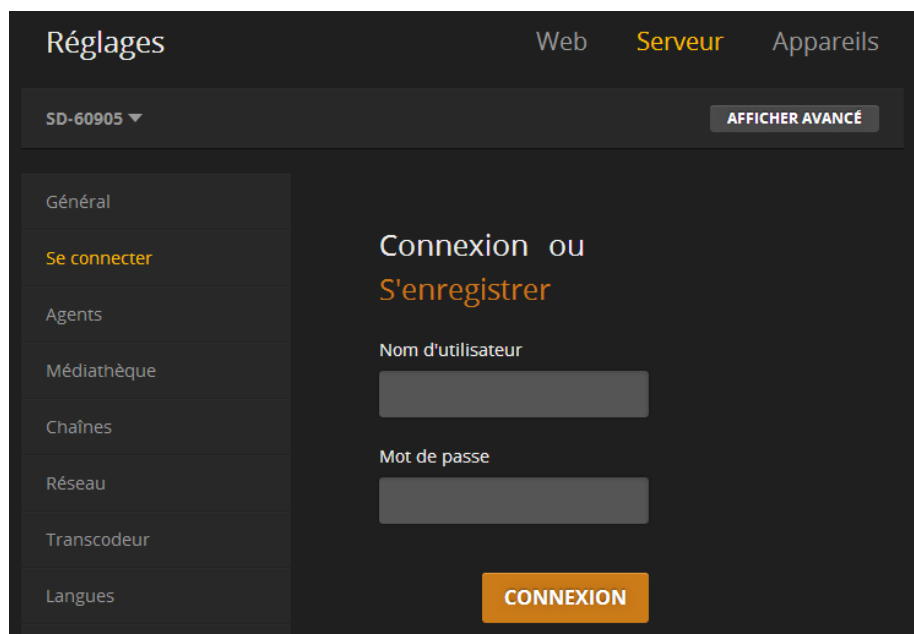 Réglages Web Serveur Appareils
SD-60905 AFFICHER AVANCÉ
Général
Se connecter
Agents
Médiathèque
Chaînes
Réseau
Transcodeur
Langues
Connexion ou
S'enregistrer
Nom d'utilisateur
Mot de passe
CONNEXION